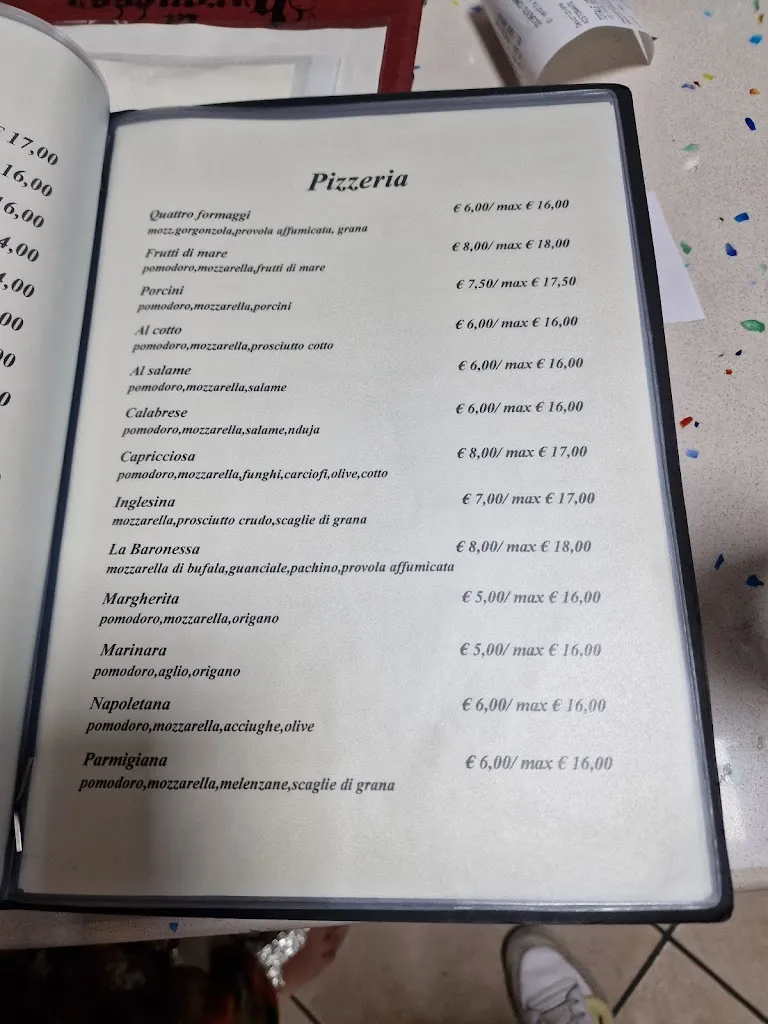 17,00
16,00
Pizzeria
Quattro formaggi € 6,00/ max € 16,00
mozz.gorgonzola,provola affumicata, grana
Frutti di mare € 8,00/ max € 18,00
pomodoro,mozzarella,frutti di mare
Porcini € 7,50/ max € 17,50
pomodoro,mozzarella,porcini
Al cotto € 6,00/ max € 16,00
pomodoro,mozzarella,prosciutto cotto
Al salame € 6,00/ max € 16,00
pomodoro,mozzarella,salame
Calabrese € 6,00/ max € 16,00
pomodoro,mozzarella,salame,nduja
Capricciosa € 8,00/ max € 17,00
pomodoro,mozzarella,funghi,carciofi,olive,cotto
Inglesina € 7,00/ max € 17,00
mozzarella,prosciutto crudo,scaglie di grana
La Baronessa € 8,00/ max € 18,00
mozzarella di bufala,guanciale,pachino,provola affumicata
Margherita € 5,00/ max € 16,00
pomodoro,mozzarella,origano
Marinara € 5,00/ max € 16,00
pomodoro,aglio,origano
Napoletana € 6,00/ max € 16,00
pomodoro,mozzarella,acciughe,olive
Parmigiana € 6,00/ max € 16,00
pomodoro,mozzarella,melenzane,scaglie di grana